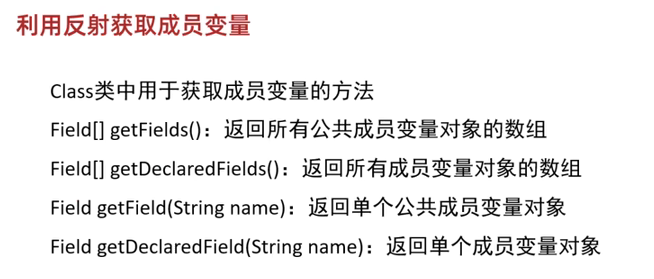 利用反射获取成员变量
Class类中用于获取成员变量的方法
Field[] getFields()：返回所有公共成员变量对象的数组
Field[] getDeclaredFields()：返回所有成员变量对象的数组
Field getField(String name)：返回单个公共成员变量对象
Field getDeclaredField(String name)：返回单个成员变量对象